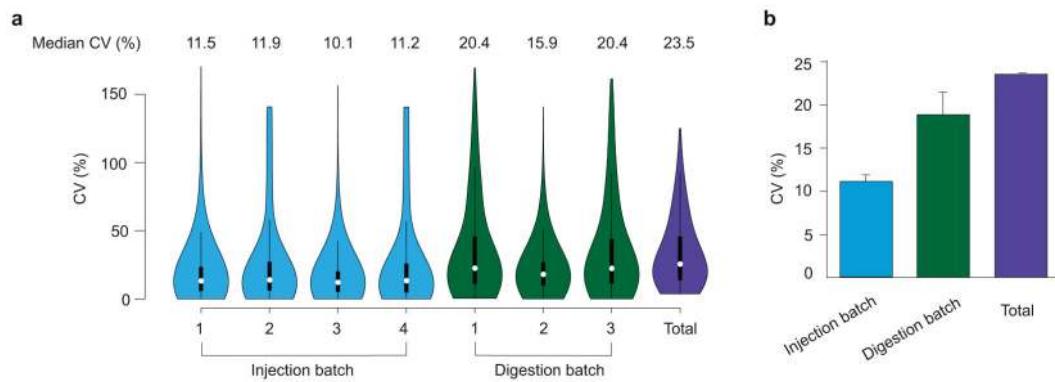 a
Median CV (%) 11.5 11.9 10.1 11.2 20.4 15.9 20.4 23.5
CV (%)
150
100
50
0
1 2 3 4 1 2 3 Total
Injection batch Digestion batch
b
CV (%)
25
20
15
10
5
0
Injection batch
Digestion batch
Total